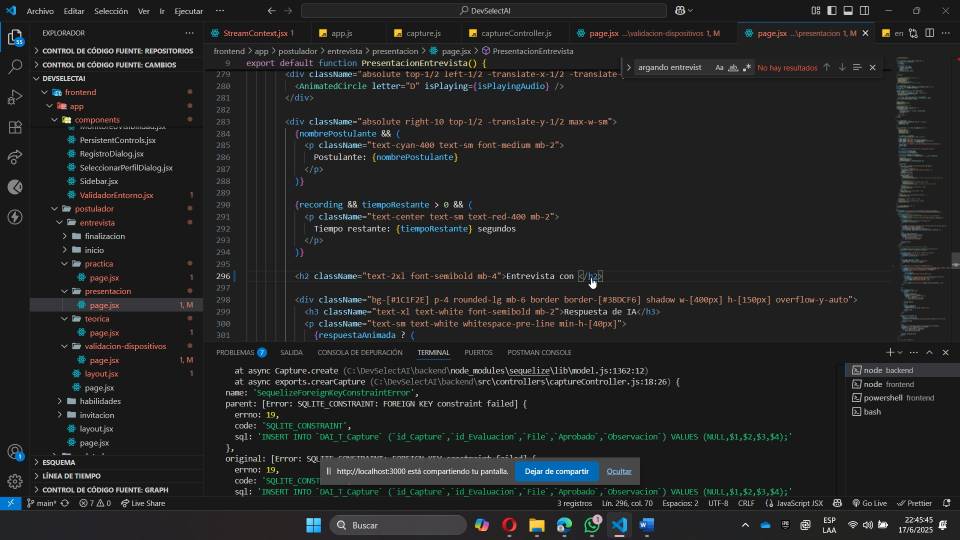 Archivo Editar Selección Ver Ir Ejecutar ··· DevSelectAI
EXPLORADOR
StreamContext.jsx 1 app.js capture.js captureController.js page.jsx ...\validacion-dispositivos 1, M page.jsx ...\presentacion 1, M en
frontend > app > postulador > entrevista > presentacion > page.jsx > PresentacionEntrevista
CONTROL DE CÓDIGO FUENTE: REPOSITORIOS
CONTROL DE CÓDIGO FUENTE: CAMBIOS
DEVSELECTAI
frontend
app
components
MonitoreoVisibilidad.jsx
PersistentControls.jsx
RegistroDialog.jsx
SeleccionarPerfilDialog.jsx
Sidebar.jsx
ValidadorEntorno.jsx 1
postulador
entrevista
finalizacion
inicio
practica
page.jsx 1
presentacion
page.jsx 1, M
teorica
page.jsx 1
validacion-dispositivos
page.jsx 1, M
layout.jsx 1
page.jsx
habilidades
invitacion
layout.jsx
page.jsx
ESQUEMA
LÍNEA DE TIEMPO
CONTROL DE CÓDIGO FUENTE: GRAPH
9 export default function PresentacionEntrevista() {
argando entrevist Aa ab No hay resultados
279 <div className="absolute top-1/2 left-1/2 -translate-x-1/2 -translate-
280 <AnimatedCircle letter="D" isPlaying={isPlayingAudio} />
281 </div>
282
283 <div className="absolute right-10 top-1/2 -translate-y-1/2 max-w-sm">
284 {nombrePostulante && (
285 <p className="text-cyan-400 text-sm font-medium mb-2">
286 Postulante: {nombrePostulante}
287 </p>
288 )}
289
290 {recording && tiempoRestante > 0 && (
291 <p className="text-center text-sm text-red-400 mb-2">
292 Tiempo restante: {tiempoRestante} segundos
293 </p>
294 )}
295
296 <h2 className="text-2xl font-semibold mb-4">Entrevista con </h2>
297
298 <div className="bg-[#1C1F2E] p-4 rounded-lg mb-6 border border-[#3BDCF6] shadow w-[400px] h-[150px] overflow-y-auto">
299 <h3 className="text-xl text-white font-semibold mb-2">Respuesta de IA</h3>
300 <p className="text-sm text-white whitespace-pre-line min-h-[40px]">
301 {respuestaAnimada ? (
PROBLEMAS 7 SALIDA CONSOLA DE DEPURACIÓN TERMINAL PUERTOS POSTMAN CONSOLE
at async Capture.create (C:\DevSelectAI\backend\node_modules\sequelize\lib\model.js:1362:12)
at async exports.crearCapture (C:\DevSelectAI\backend\src\controllers\captureController.js:18:26) {
name: 'SequelizeForeignKeyConstraintError',
parent: [Error: SQLITE_CONSTRAINT: FOREIGN KEY constraint failed] {
errno: 19,
code: 'SQLITE_CONSTRAINT',
sql: 'INSERT INTO `DAI_T_Capture` (`id_Capture`,`id_Evaluacion`,`File`,`Aprobado`,`Observacion`) VALUES (NULL,$1,$2,$3,$4);'
},
original: [Error: SQLITE_CONSTRAINT: FOREIGN KEY constraint failed] {
errno: 19,
code: 'SQLITE_CONS
sql: 'INSERT INTO `DAI_T_Capture` (`id_Capture`,`id_Evaluacion`,`File`,`Aprobado`,`Observacion`) VALUES (NULL,$1,$2,$3,$4);'
node backend
node frontend
powershell frontend
bash
http://localhost:3000 está compartiendo tu pantalla. Dejar de compartir Ocultar
main* 7 0 Live Share 3 registros Lín. 296, col. 70 Espacios: 2 UTF-8 CRLF JavaScript JSX Go Live Prettier
Buscar
ESP
LAA
22:45:45
17/6/2025